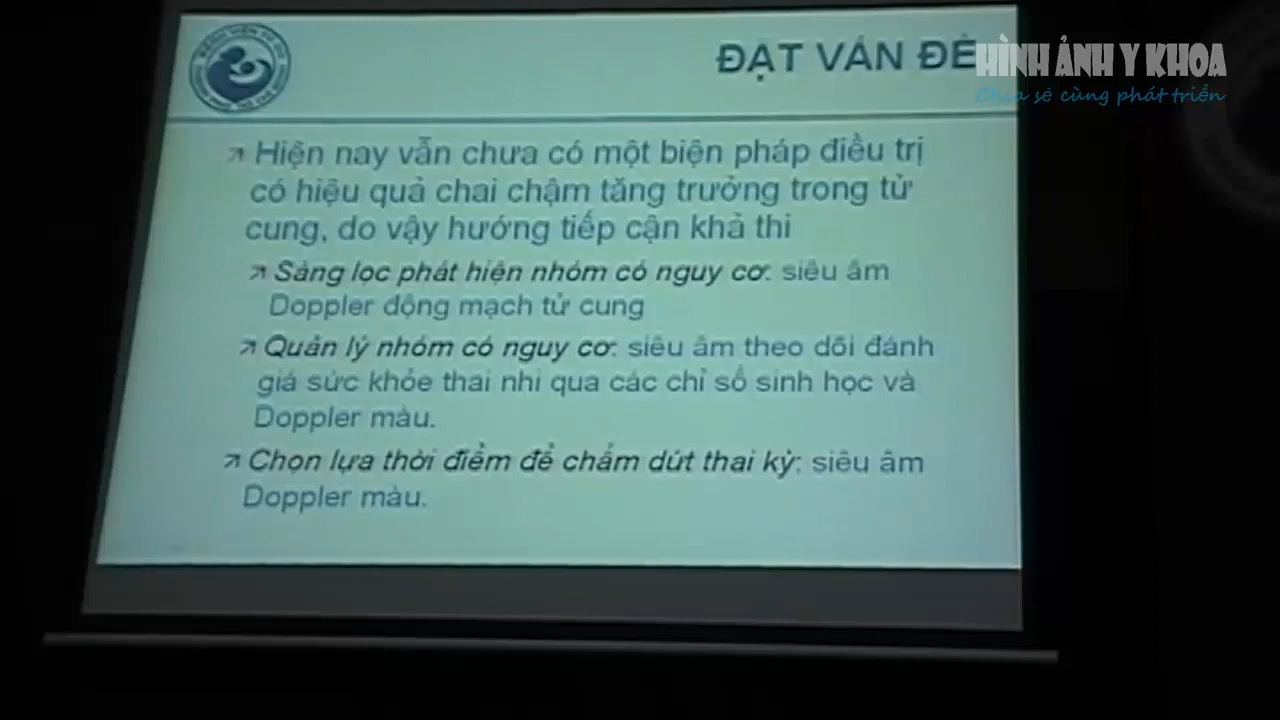 ĐẶT VẤN ĐỀ
HÌNH ẢNH Y KHOA
Chia sẻ cùng phát triển
Hiện nay vẫn chưa có một biện pháp điều trị
có hiệu quả chai chậm tăng trưởng trong tử
cung, do vậy hướng tiếp cận khả thi
Sàng lọc phát hiện nhóm có nguy cơ: siêu âm
Doppler động mạch tử cung
Quản lý nhóm có nguy cơ: siêu âm theo dõi đánh
giá sức khỏe thai nhi qua các chỉ số sinh học và
Doppler màu.
Chọn lựa thời điểm để chấm dứt thai kỳ: siêu âm
Doppler màu.